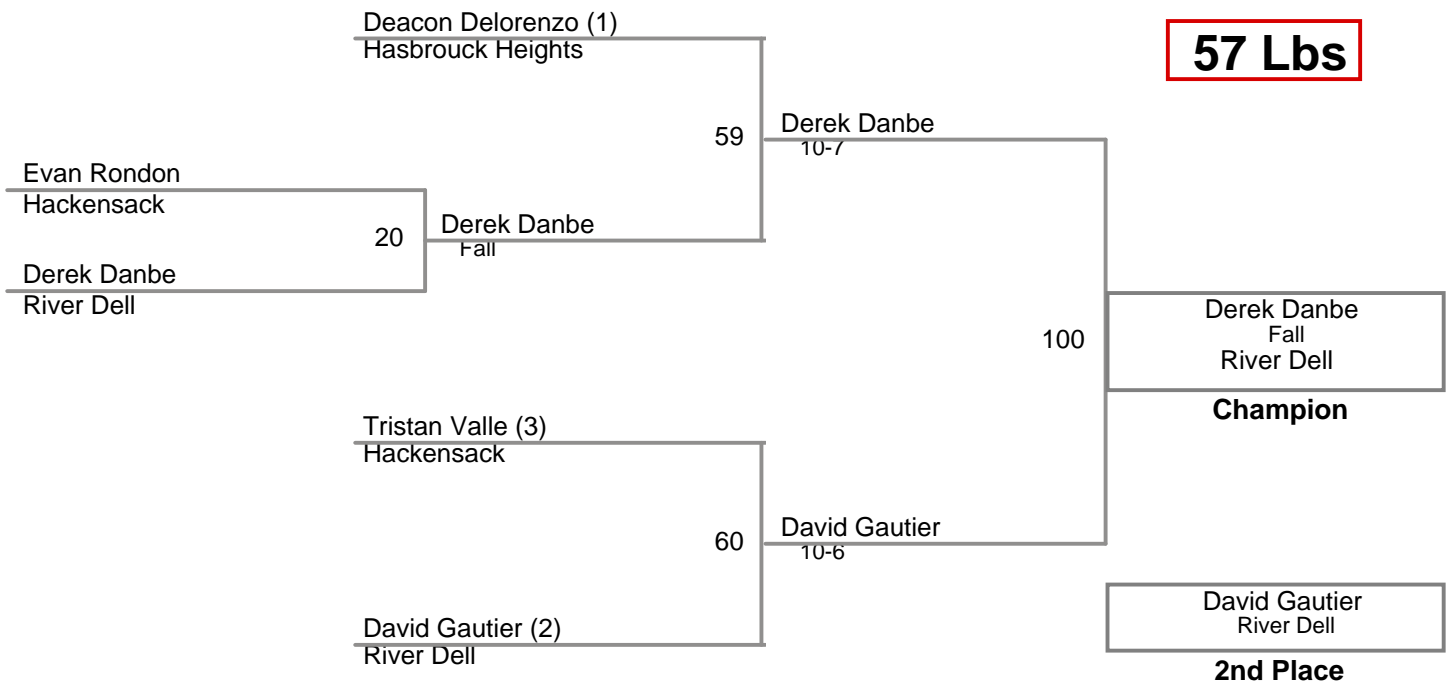 Deacon Delorenzo (1)
Hasbrouck Heights
57 Lbs
59
Derek Danbe
10-7
Evan Rondon
Hackensack
20
Derek Danbe
Fall
Derek Danbe
River Dell
Derek Danbe
Fall
River Dell
100
Champion
Tristan Valle (3)
Hackensack
60
David Gautier
10-6
David Gautier (2)
River Dell
David Gautier
River Dell
2nd Place